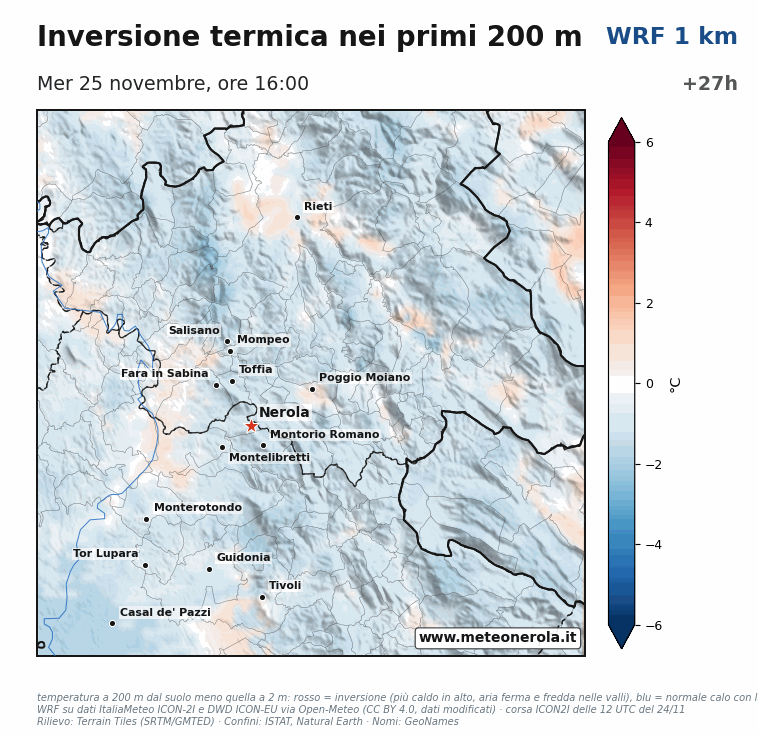 Inversione termica nei primi 200 m WRF 1 km
Mer 25 novembre, ore 16:00 +27h
Rieti
Salisano
Mompeo
Fara in Sabina
Toffia
Poggio Moiano
Nerola
Montorio Romano
Montelibretti
Monterotondo
Tor Lupara
Guidonia
Tivoli
Casal de' Pazzi
www.meteonerola.it
6
4
2
0
−2
−4
−6
°C
temperatura a 200 m dal suolo meno quella a 2 m: rosso = inversione (più caldo in alto, aria ferma e fredda nelle valli), blu = normale calo con l
WRF su dati ItaliaMeteo ICON-2I e DWD ICON-EU via Open-Meteo (CC BY 4.0, dati modificati) · corsa ICON2I delle 12 UTC del 24/11
Rilievo: Terrain Tiles (SRTM/GMTED) · Confini: ISTAT, Natural Earth · Nomi: GeoNames